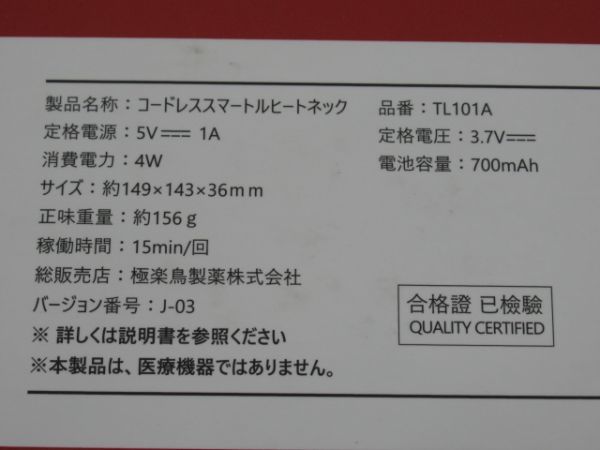 製品名称：コードレススマートルヒートネック　品番：TL101A
定格電源：5V⎓ 1A　定格電圧：3.7V⎓
消費電力：4W　電池容量：700mAh
サイズ：約149×143×36mm
正味重量：約156g
稼働時間：15min/回
総販売店：極楽鳥製薬株式会社
バージョン番号：J-03
※ 詳しくは説明書を参照ください
※本製品は、医療機器ではありません。
合格證 已檢驗
QUALITY CERTIFIED